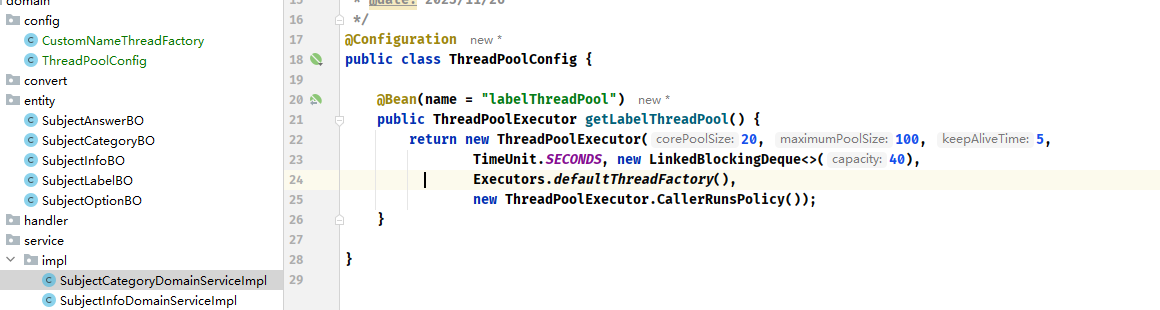 domain
config
CustomNameThreadFactory
ThreadPoolConfig
convert
entity
SubjectAnswerBO
SubjectCategoryBO
SubjectInfoBO
SubjectLabelBO
SubjectOptionBO
handler
service
impl
SubjectCategoryDomainServiceImpl
SubjectInfoDomainServiceImpl
15 * @date: 2023/11/26
16 */
17 @Configuration new *
18 public class ThreadPoolConfig {
19
20 @Bean(name = "labelThreadPool") new *
21 public ThreadPoolExecutor getLabelThreadPool() {
22 return new ThreadPoolExecutor( corePoolSize: 20, maximumPoolSize: 100, keepAliveTime: 5,
23 TimeUnit.SECONDS, new LinkedBlockingDeque<>( capacity: 40),
24 Executors.defaultThreadFactory(),
25 new ThreadPoolExecutor.CallerRunsPolicy());
26 }
27
28 }
29